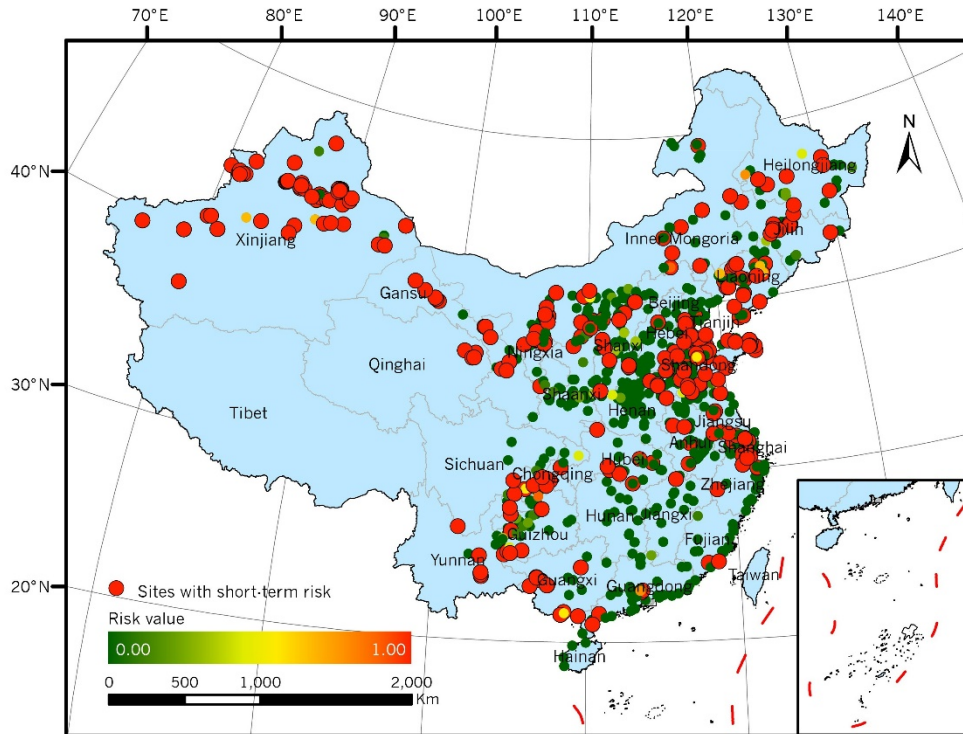 70°E 80°E 90°E 100°E 110°E 120°E 130°E 140°E
N
40°N
Heilongjiang
Jilin
Inner Mongoria
Xinjiang
Liaoning
Gansu
Beijing
Tianjin
Hebei
Ningxia
Shanxi
Qinghai
Shandong
30°N
Shaanxi
Henan
Tibet
Jiangsu
Anhui
Shanghai
Sichuan
Hubei
Chongqing
Zhejiang
Hunan
Jiangxi
Guizhou
Fujian
Yunnan
Taiwan
Guangxi
Guangdong
20°N
Sites with short-term risk
Risk value
0.00 1.00
Hainan
0 500 1,000 2,000
Km